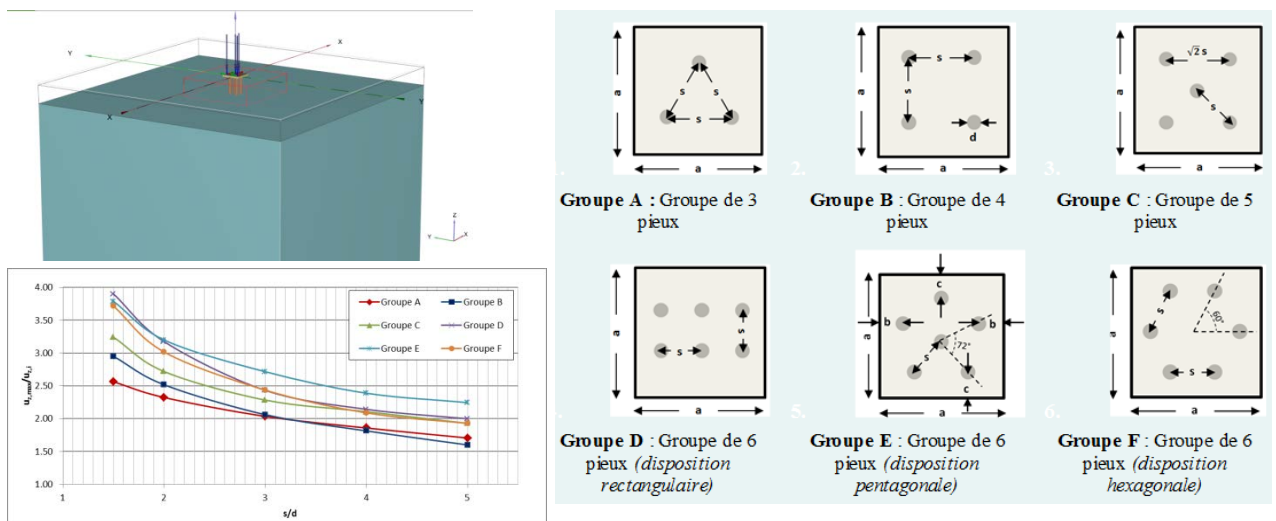 Y
X
X
Y
Z
Y
X
4.00
3.50
3.00
2.50
2.00
1.50
1.00
1
2
3
4
5
s/d
Groupe A
Groupe B
Groupe C
Groupe D
Groupe E
Groupe F
a
s
s
s
a
2.
a
s
s
d
a
3.
a
√2 s
s
a
Groupe A : Groupe de 3
pieux
Groupe B : Groupe de 4
pieux
Groupe C : Groupe de 5
pieux
a
s
s
a
5.
a
c
b
b
72°
s
c
a
6.
a
s
60°
s
a
Groupe D : Groupe de 6
pieux (disposition
rectangulaire)
Groupe E : Groupe de 6
pieux (disposition
pentagonale)
Groupe F : Groupe de 6
pieux (disposition
hexagonale)